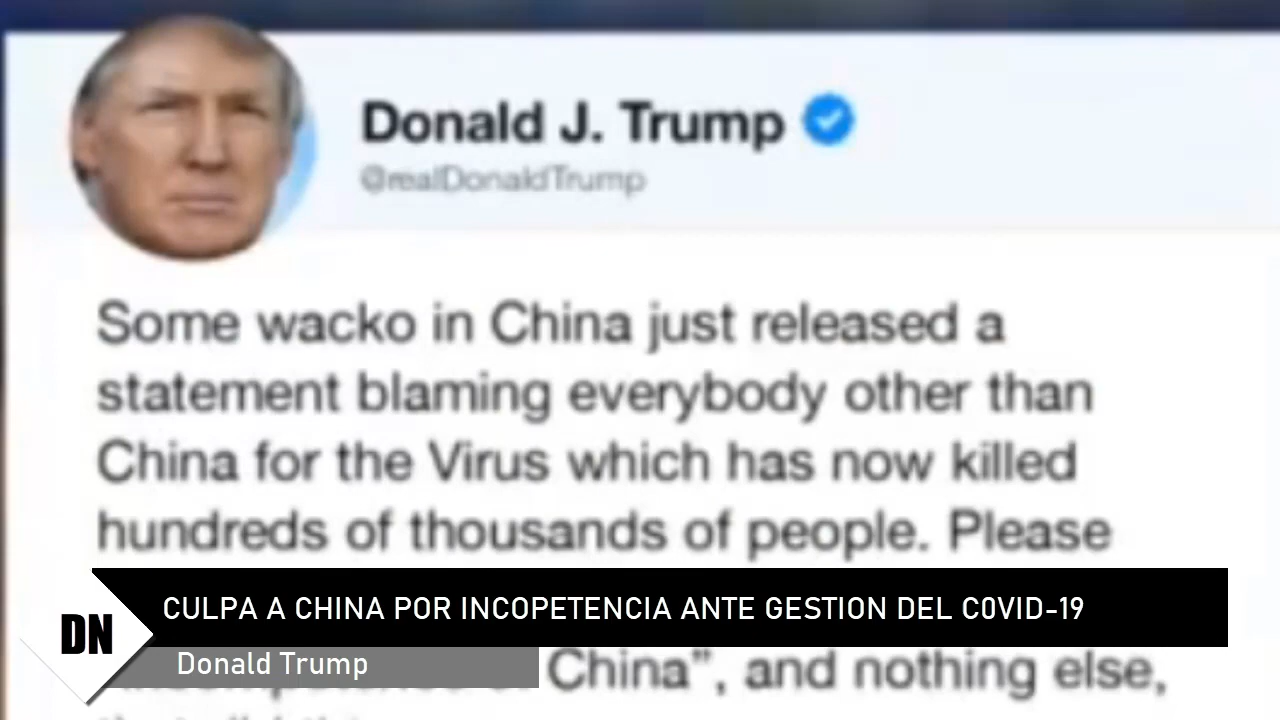 Donald J. Trump
@realDonaldTrump
Some wacko in China just released a
statement blaming everybody other than
China for the Virus which has now killed
hundreds of thousands of people. Please
DN
CULPA A CHINA POR INCOPETENCIA ANTE GESTION DEL C0VID-19
Donald Trump
China”, and nothing else,